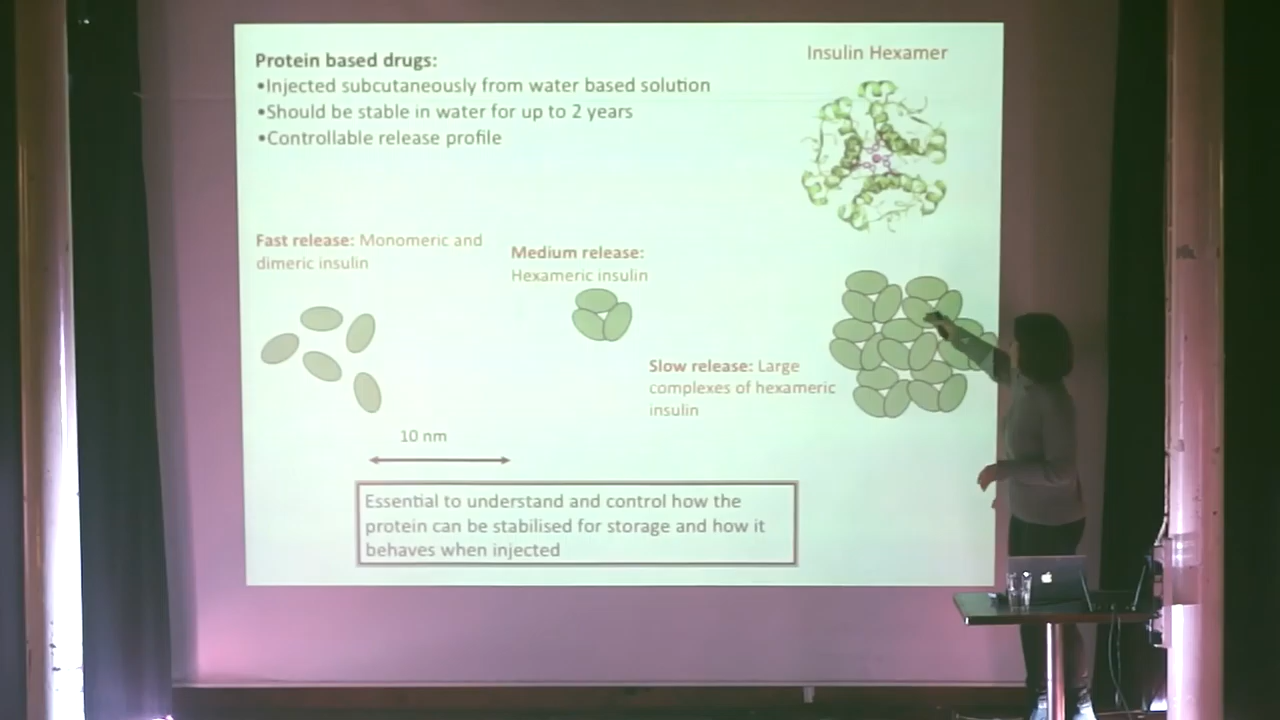 Protein based drugs:
•Injected subcutaneously from water based solution
•Should be stable in water for up to 2 years
•Controllable release profile
Insulin Hexamer
Fast release: Monomeric and
dimeric insulin
Medium release:
Hexameric insulin
Slow release: Large
complexes of hexameric
insulin
10 nm
Essential to understand and control how the
protein can be stabilised for storage and how it
behaves when injected